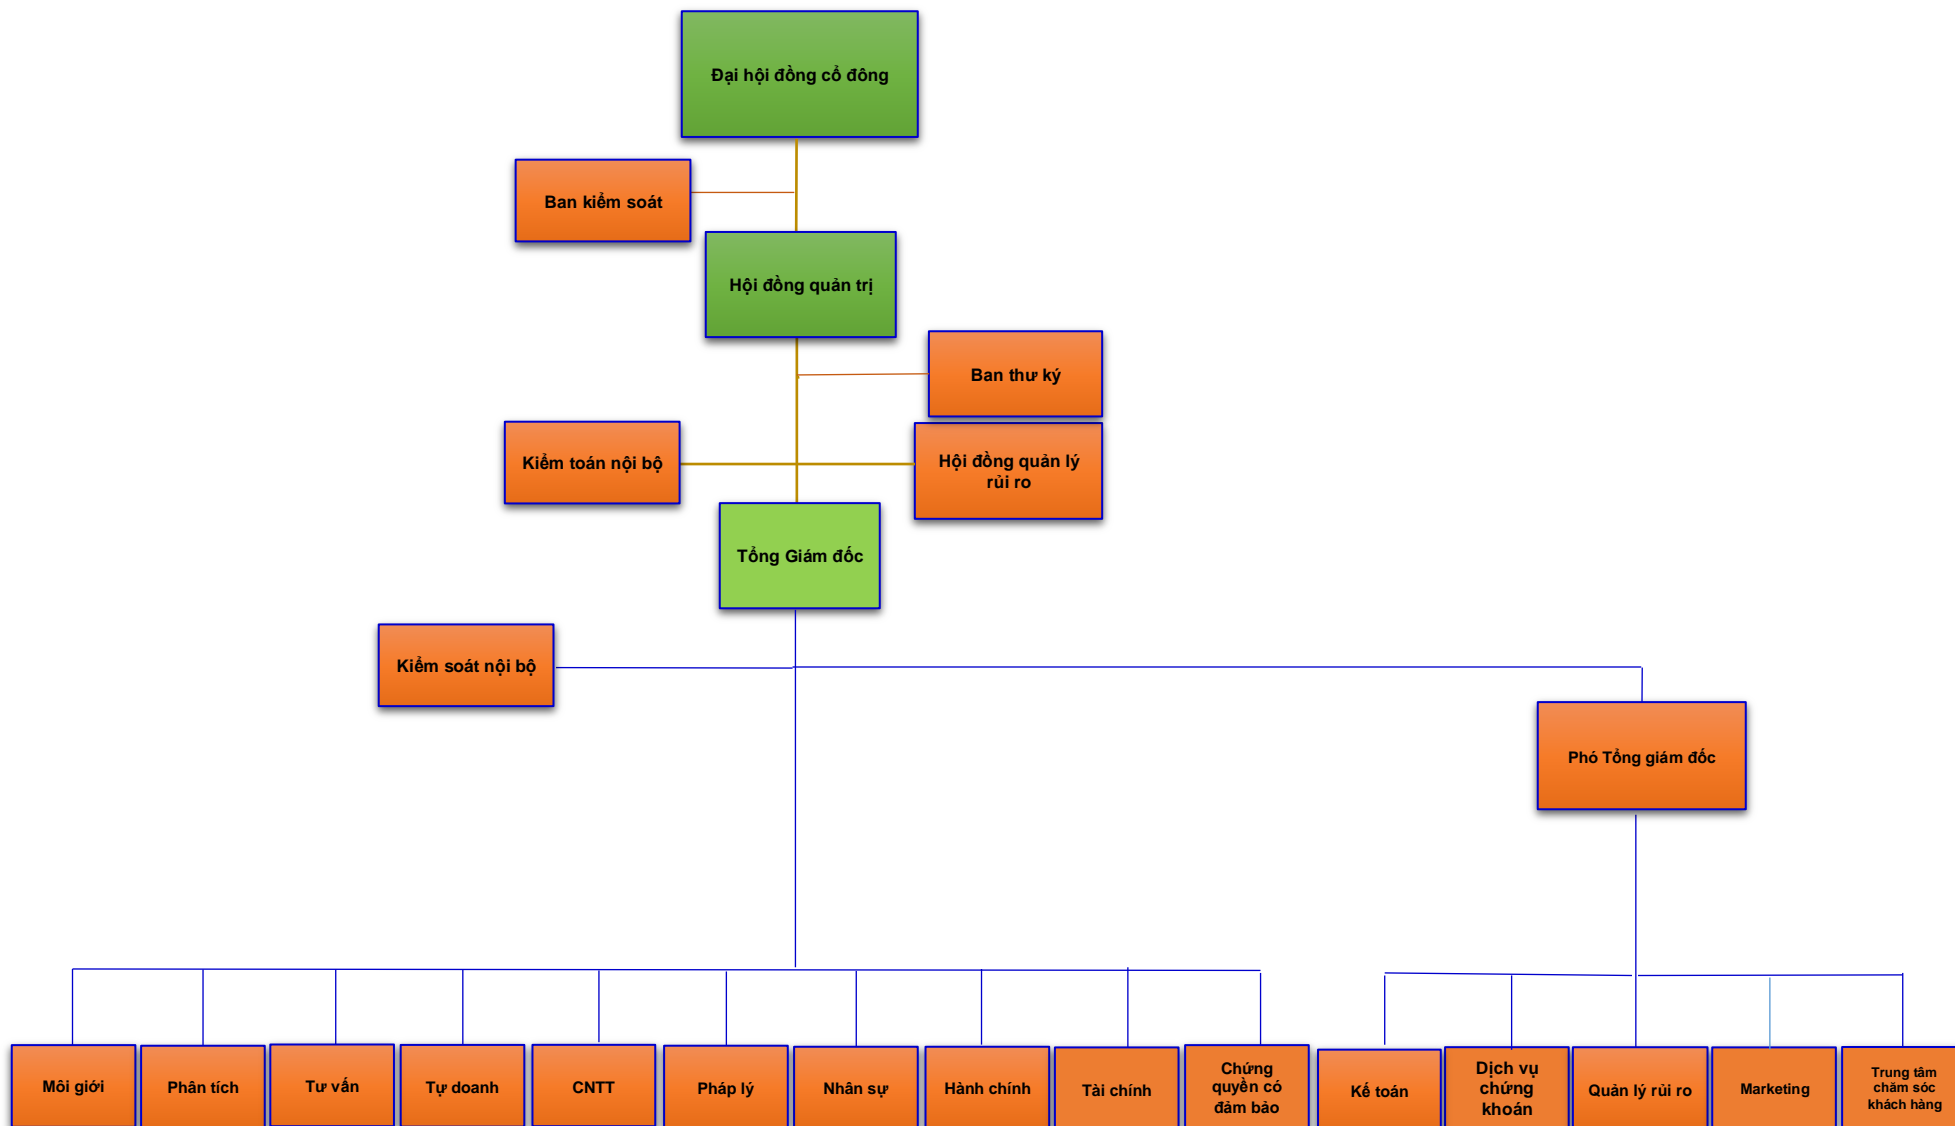 Đại hội đồng cổ đông
Ban kiểm soát
Hội đồng quản trị
Ban thư ký
Kiểm toán nội bộ
Hội đồng quản lý
rủi ro
Tổng Giám đốc
Kiểm soát nội bộ
Phó Tổng giám đốc
Môi giới
Phân tích
Tư vấn
Tự doanh
CNTT
Pháp lý
Nhân sự
Hành chính
Tài chính
Chứng
quyền có
đảm bảo
Kế toán
Dịch vụ
chứng
khoán
Quản lý rủi ro
Marketing
Trung tâm
chăm sóc
khách hàng